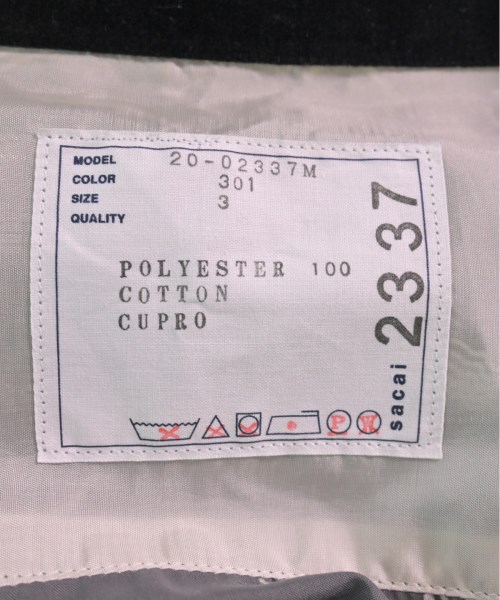 MODEL 20-02337M
COLOR 301
SIZE 3
QUALITY
POLYESTER 100
COTTON
CUPRO
P W
sacai 2337